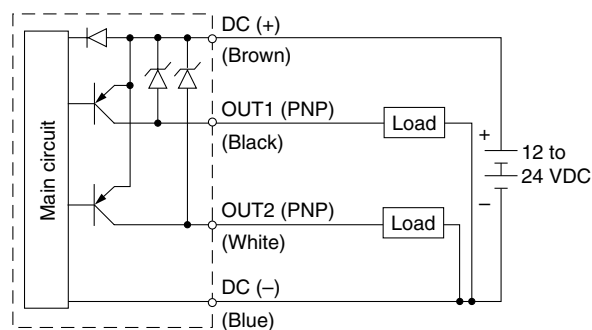 DC (+)
(Brown)
Main circuit
OUT1 (PNP)
(Black)
Load
+
12 to
24 VDC
–
OUT2 (PNP)
(White)
Load
DC (–)
(Blue)